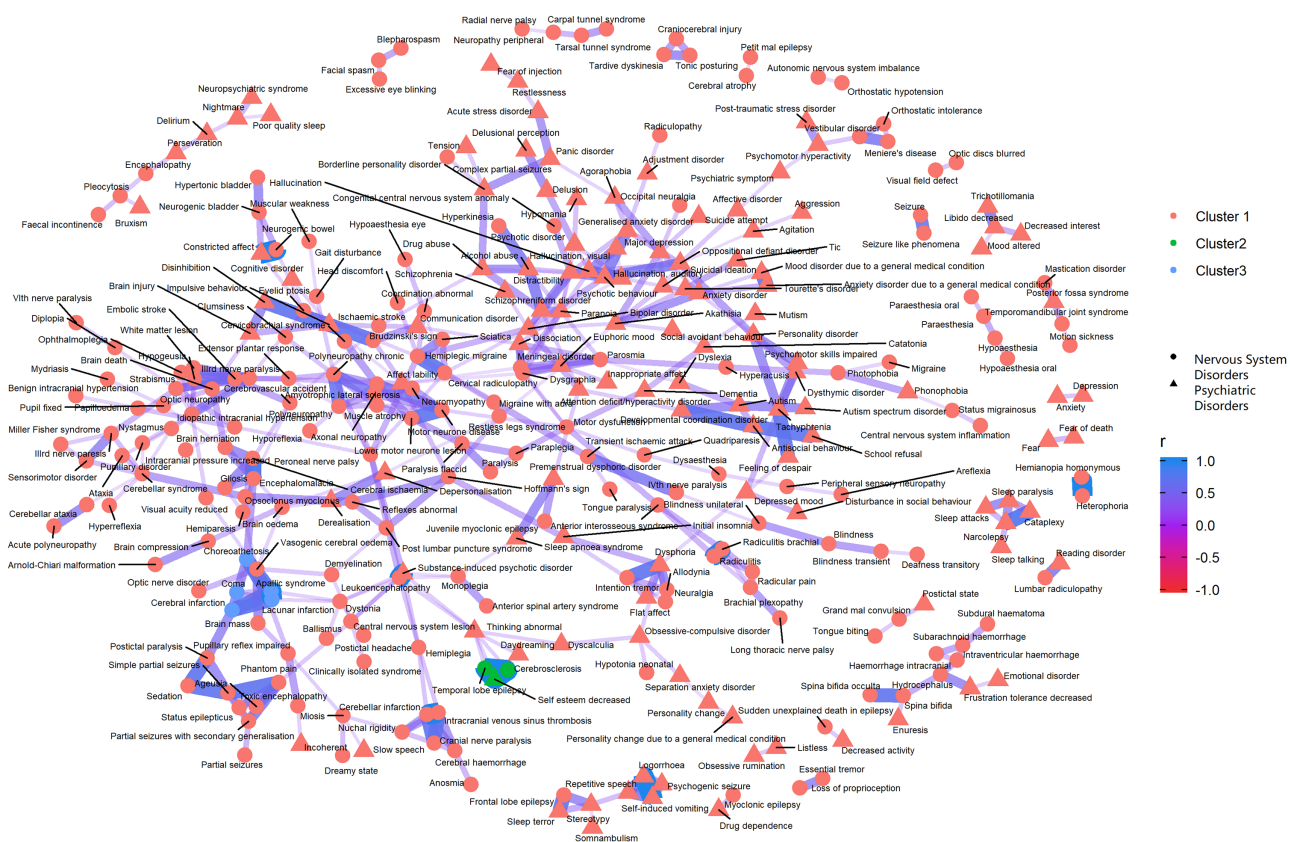 Radial nerve palsy
Carpal tunnel syndrome
Neuropathy peripheral
Tarsal tunnel syndrome
Craniocerebral injury
Tardive dyskinesia
Tonic posturing
Petit mal epilepsy
Cerebral atrophy
Autonomic nervous system imbalance
Orthostatic hypotension
Blepharospasm
Facial spasm
Excessive eye blinking
Fear of injection
Restlessness
Neuropsychiatric syndrome
Nightmare
Delirium
Poor quality sleep
Perseveration
Encephalopathy
Pleocytosis
Faecal incontinence
Bruxism
Acute stress disorder
Delusional perception
Tension
Panic disorder
Borderline personality disorder
Complex partial seizures
Radiculopathy
Adjustment disorder
Agoraphobia
Post-traumatic stress disorder
Orthostatic intolerance
Vestibular disorder
Meniere's disease
Psychomotor hyperactivity
Psychiatric symptom
Optic discs blurred
Visual field defect
Hypertonic bladder
Hallucination
Congenital central nervous system anomaly
Delusion
Occipital neuralgia
Neurogenic bladder
Muscular weakness
Neurogenic bowel
Hypoaesthesia eye
Hyperkinesia
Hypomania
Generalised anxiety disorder
Affective disorder
Suicide attempt
Aggression
Agitation
Seizure
Seizure like phenomena
Trichotillomania
Libido decreased
Decreased interest
Mood altered
Cluster 1
Cluster2
Cluster3
Constricted affect
Cognitive disorder
Gait disturbance
Drug abuse
Psychotic disorder
Major depression
Oppositional defiant disorder
Tic
Disinhibition
Head discomfort
Schizophrenia
Alcohol abuse
Hallucination, visual
Hallucination, auditory
Suicidal ideation
Mood disorder due to a general medical condition
Mastication disorder
Brain injury
Impulsive behaviour
Eyelid ptosis
Coordination abnormal
Distractibility
Psychotic behaviour
Anxiety disorder
Tourette's disorder
Anxiety disorder due to a general medical condition
Posterior fossa syndrome
VIth nerve paralysis
Embolic stroke
Clumsiness
Schizophreniform disorder
Paraesthesia oral
Temporomandibular joint syndrome
Diplopia
White matter lesion
Cervicobrachial syndrome
Ischaemic stroke
Communication disorder
Paranoia
Bipolar disorder
Akathisia
Mutism
Paraesthesia
Motion sickness
Ophthalmoplegia
Extensor plantar response
Brudzinski's sign
Sciatica
Dissociation
Euphoric mood
Social avoidant behaviour
Personality disorder
Catatonia
Hypoaesthesia
Hypoaesthesia oral
Brain death
Hypogeusia
Polyneuropathy chronic
Hemiplegic migraine
Meningeal disorder
Parosmia
Dyslexia
Psychomotor skills impaired
Migraine
Nervous System
Disorders
Psychiatric
Disorders
Mydriasis
Strabismus
IIIrd nerve paralysis
Affect lability
Cervical radiculopathy
Dysgraphia
Inappropriate affect
Hyperacusis
Photophobia
Benign intracranial hypertension
Cerebrovascular accident
Amyotrophic lateral sclerosis
Neuromyopathy
Migraine with aura
Attention deficit/hyperactivity disorder
Dementia
Dysthymic disorder
Phonophobia
Depression
Anxiety
Pupil fixed
Papilloedema
Optic neuropathy
Polyneuropathy
Muscle atrophy
Restless legs syndrome
Motor dysfunction
Developmental coordination disorder
Autism
Autism spectrum disorder
Status migrainosus
Miller Fisher syndrome
Nystagmus
Idiopathic intracranial hypertension
Axonal neuropathy
Motor neurone disease
Tachyphrenia
Central nervous system inflammation
Fear of death
Fear
IIIrd nerve paresis
Brain herniation
Hyporeflexia
Lower motor neurone lesion
Paraplegia
Transient ischaemic attack
Quadriparesis
Antisocial behaviour
School refusal
Sensorimotor disorder
Pupillary disorder
Intracranial pressure increased
Peroneal nerve palsy
Paralysis flaccid
Paralysis
Premenstrual dysphoric disorder
Dysaesthesia
Feeling of despair
Areflexia
Hemianopia homonymous
Ataxia
Cerebellar syndrome
Gliosis
Encephalomalacia
Cerebral ischaemia
Depersonalisation
Hoffmann's sign
IVth nerve paralysis
Peripheral sensory neuropathy
Sleep paralysis
Heterophoria
Cerebellar ataxia
Hyperreflexia
Visual acuity reduced
Opsoclonus myoclonus
Reflexes abnormal
Tongue paralysis
Blindness unilateral
Depressed mood
Disturbance in social behaviour
Sleep attacks
Cataplexy
Acute polyneuropathy
Hemiparesis
Brain oedema
Derealisation
Juvenile myoclonic epilepsy
Anterior interosseous syndrome
Initial insomnia
Narcolepsy
Brain compression
Choreoathetosis
Vasogenic cerebral oedema
Post lumbar puncture syndrome
Sleep apnoea syndrome
Dysphoria
Radiculitis brachial
Blindness
Blindness transient
Deafness transitory
Sleep talking
Reading disorder
Arnold-Chiari malformation
Demyelination
Substance-induced psychotic disorder
Allodynia
Radiculitis
Radicular pain
Lumbar radiculopathy
Optic nerve disorder
Coma
Apallic syndrome
Leukoencephalopathy
Monoplegia
Intention tremor
Neuralgia
Brachial plexopathy
Cerebral infarction
Lacunar infarction
Dystonia
Anterior spinal artery syndrome
Flat affect
Grand mal convulsion
Postictal state
Brain mass
Ballismus
Central nervous system lesion
Thinking abnormal
Obsessive-compulsive disorder
Long thoracic nerve palsy
Tongue biting
Subdural haematoma
Subarachnoid haemorrhage
Postictal paralysis
Pupillary reflex impaired
Postictal headache
Hemiplegia
Daydreaming
Dyscalculia
Intraventricular haemorrhage
Simple partial seizures
Phantom pain
Clinically isolated syndrome
Cerebrosclerosis
Hypotonia neonatal
Haemorrhage intracranial
Emotional disorder
Ageusia
Temporal lobe epilepsy
Separation anxiety disorder
Spina bifida occulta
Hydrocephalus
Sedation
Toxic encephalopathy
Self esteem decreased
Frustration tolerance decreased
Status epilepticus
Miosis
Cerebellar infarction
Personality change
Sudden unexplained death in epilepsy
Spina bifida
Nuchal rigidity
Intracranial venous sinus thrombosis
Enuresis
Partial seizures with secondary generalisation
Incoherent
Slow speech
Cranial nerve paralysis
Personality change due to a general medical condition
Listless
Decreased activity
Partial seizures
Dreamy state
Cerebral haemorrhage
Obsessive rumination
Logorrhoea
Essential tremor
Anosmia
Repetitive speech
Psychogenic seizure
Loss of proprioception
Frontal lobe epilepsy
Self-induced vomiting
Myoclonic epilepsy
Sleep terror
Stereotypy
Drug dependence
Somnambulism
r
1.0
0.5
0.0
-0.5
-1.0